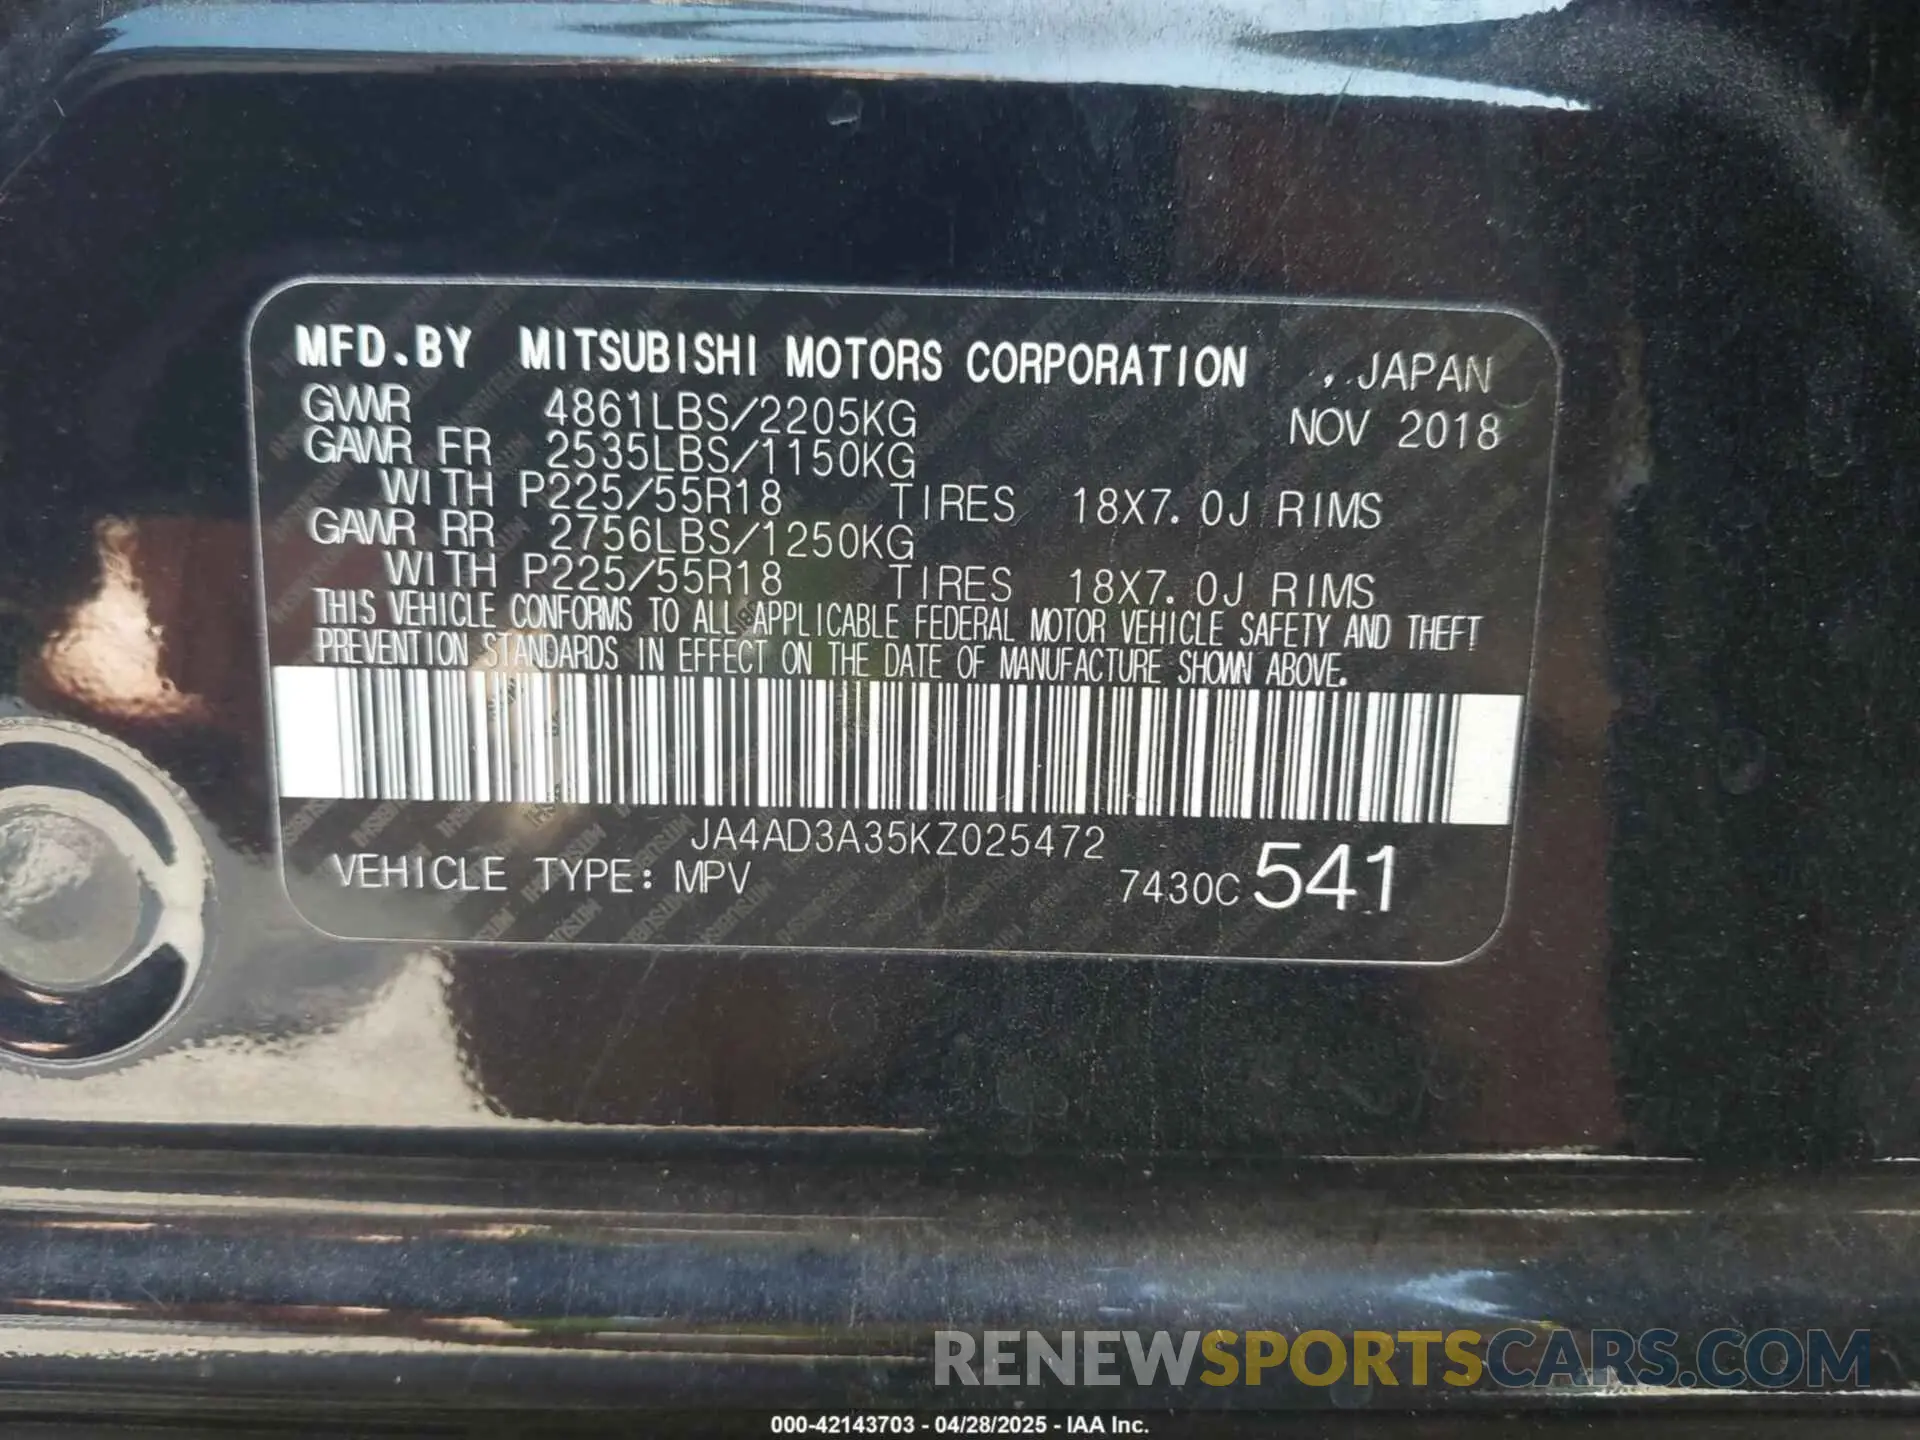 MFD.BY MITSUBISHI MOTORS CORPORATION , JAPAN
GVWR 4861LBS/2205KG NOV 2018
GAWR FR 2535LBS/1150KG
WITH P225/55R18 TIRES 18X7.0J RIMS
GAWR RR 2756LBS/1250KG
WITH P225/55R18 TIRES 18X7.0J RIMS
THIS VEHICLE CONFORMS TO ALL APPLICABLE FEDERAL MOTOR VEHICLE SAFETY AND THEFT
PREVENTION STANDARDS IN EFFECT ON THE DATE OF MANUFACTURE SHOWN ABOVE.
JA4AD3A35KZ025472
VEHICLE TYPE: MPV 7430C 541
RENEWSPORTSCARS.COM
000-42143703 - 04/28/2025 - IAA Inc.